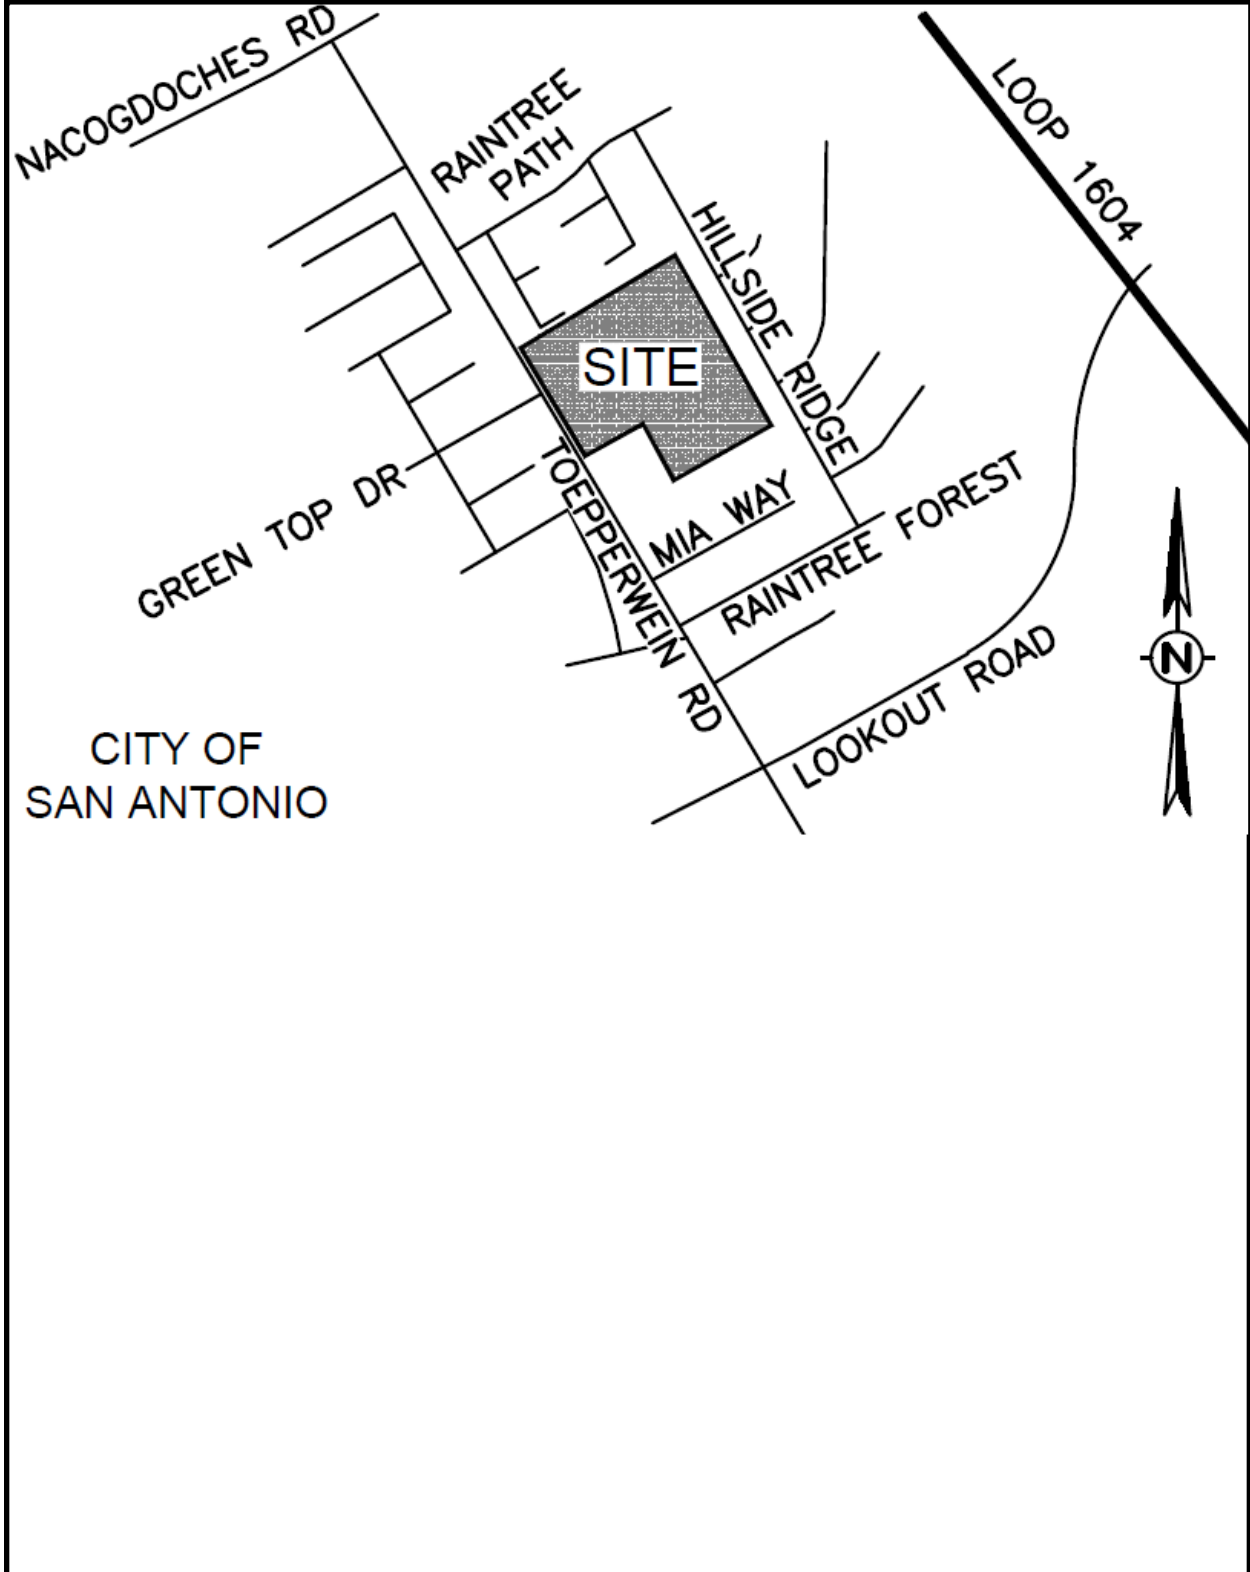 NACOGDOCHES RD
RAINTREE
PATH
LOOP 1604
HILLSIDE RIDGE
SITE
GREEN TOP DR
TOEPPERWEIN RD
MIA WAY
RAINTREE FOREST
LOOKOUT ROAD
N
CITY OF
SAN ANTONIO